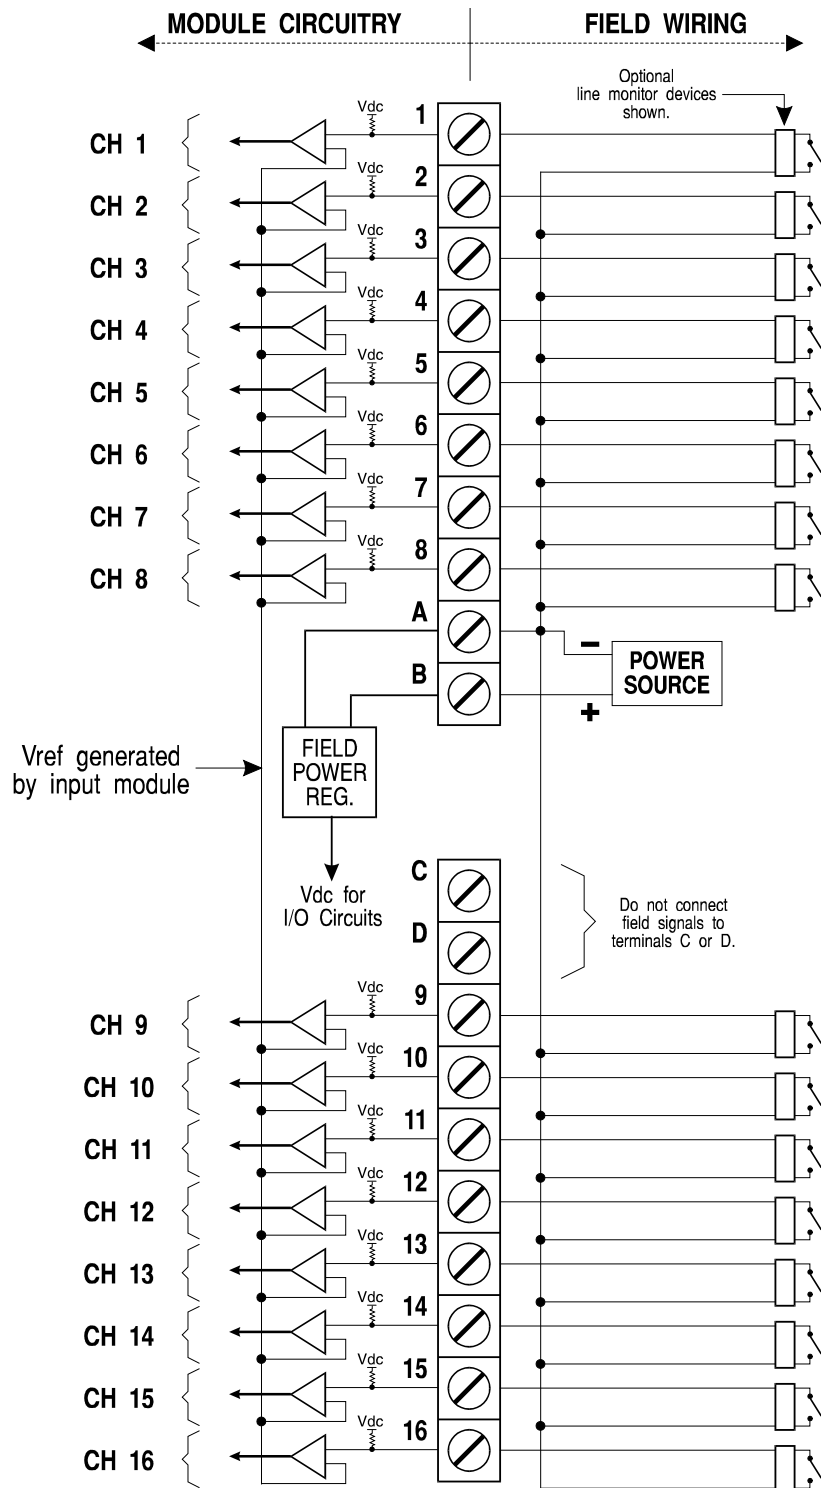 MODULE CIRCUITRY
FIELD WIRING
Optional
line monitor devices
shown.
Vdc
1
CH 1
Vdc
2
CH 2
Vdc
3
CH 3
Vdc
4
CH 4
Vdc
5
CH 5
Vdc
6
CH 6
Vdc
7
CH 7
Vdc
8
CH 8
A
–
POWER
SOURCE
B
+
FIELD
POWER
REG.
Vref generated
by input module
Vdc for
I/O Circuits
C
D
Do not connect
field signals to
terminals C or D.
Vdc
9
CH 9
Vdc
10
CH 10
Vdc
11
CH 11
Vdc
12
CH 12
Vdc
13
CH 13
Vdc
14
CH 14
Vdc
15
CH 15
Vdc
16
CH 16